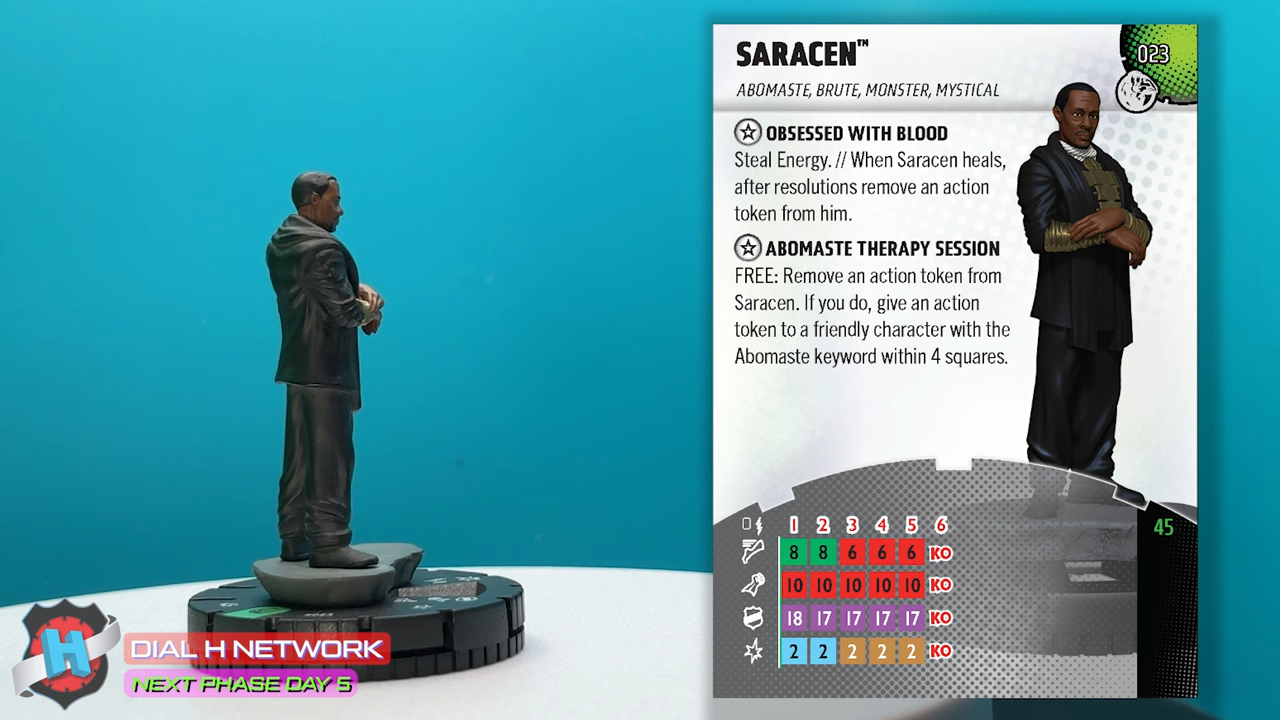 SARACEN™
023
ABOMASTE, BRUTE, MONSTER, MYSTICAL
OBSESSED WITH BLOOD
Steal Energy. // When Saracen heals,
after resolutions remove an action
token from him.
ABOMASTE THERAPY SESSION
FREE: Remove an action token from
Saracen. If you do, give an action
token to a friendly character with the
Abomaste keyword within 4 squares.
45
1 2 3 4 5 6
8 8 6 6 6 KO
10 10 10 10 10 KO
18 17 17 17 17 KO
2 2 2 2 2 KO
H
DIAL H NETWORK
NEXT PHASE DAY 5